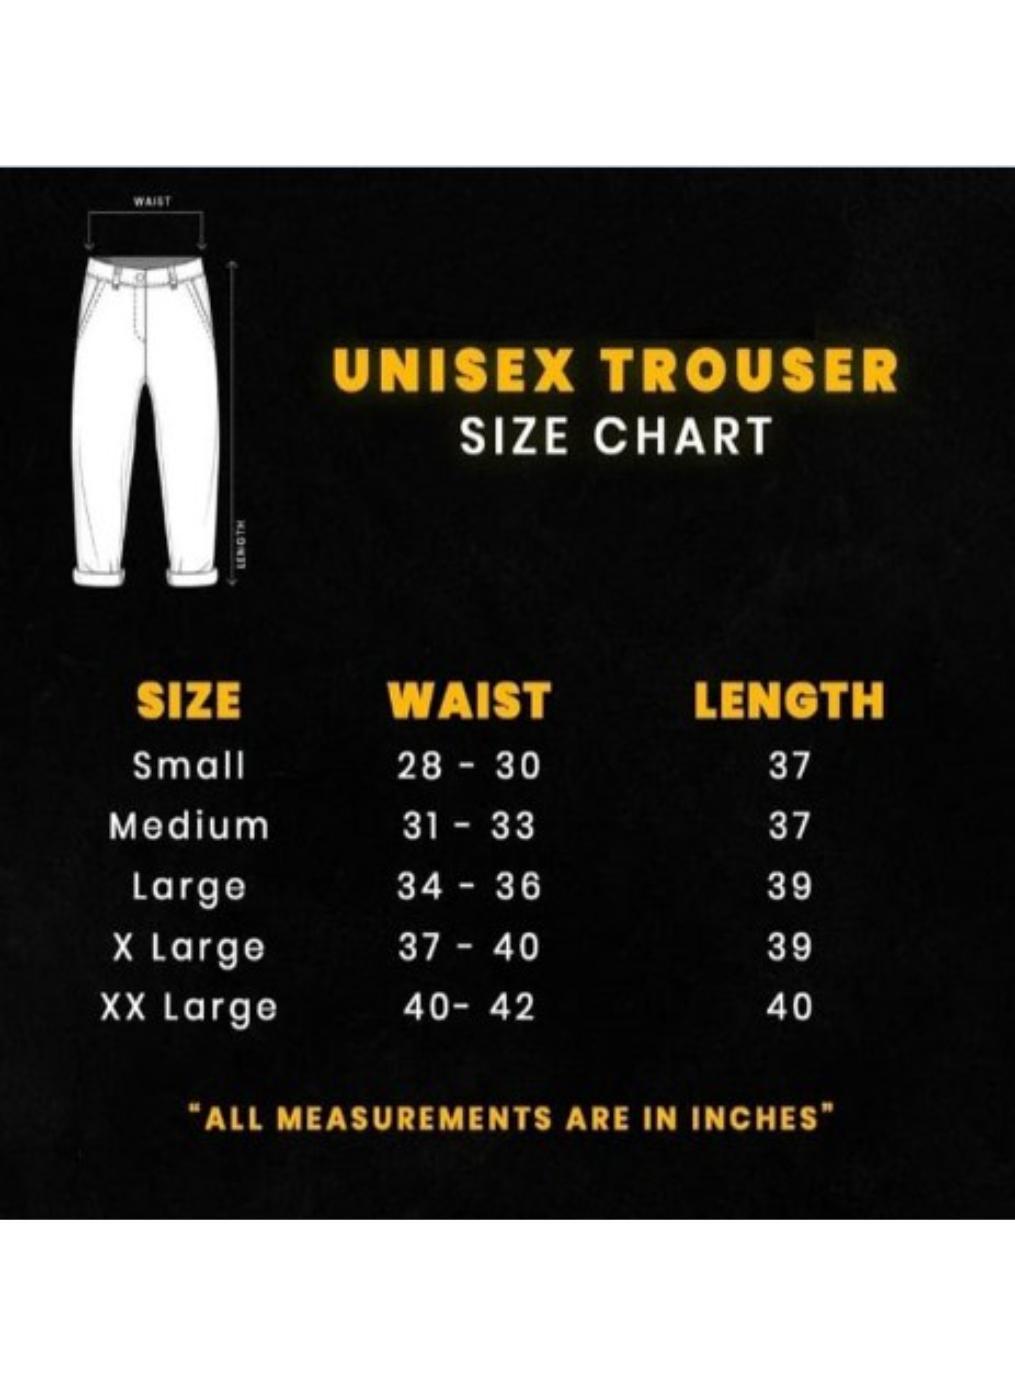 WAIST
LENGTH
UNISEX TROUSER
SIZE CHART
SIZE WAIST LENGTH
Small 28 - 30 37
Medium 31 - 33 37
Large 34 - 36 39
X Large 37 - 40 39
XX Large 40- 42 40
"ALL MEASUREMENTS ARE IN INCHES"